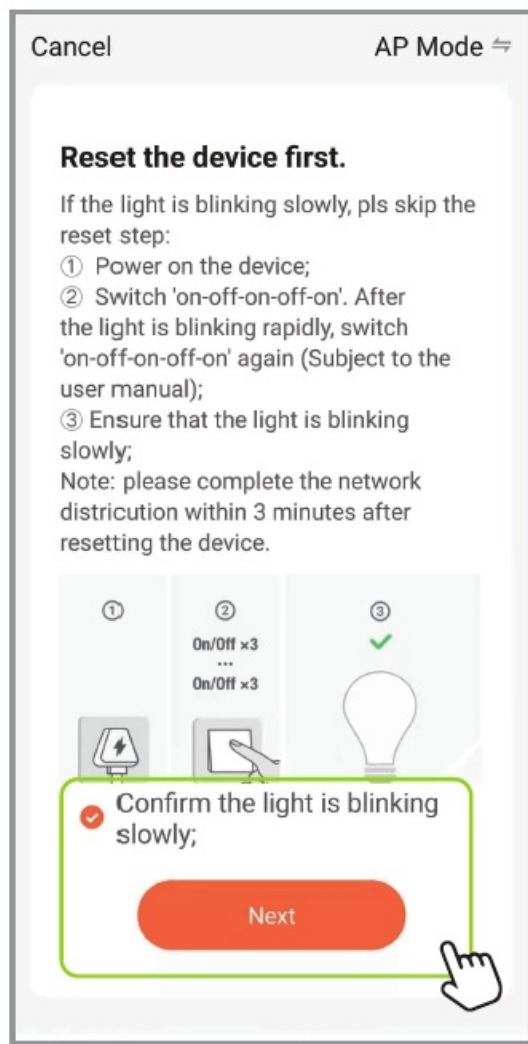 Cancel
AP Mode
Reset the device first.
If the light is blinking slowly, pls skip the
reset step:
① Power on the device;
② Switch 'on-off-on-off-on'. After
the light is blinking rapidly, switch
'on-off-on-off-on' again (Subject to the
user manual);
③ Ensure that the light is blinking
slowly;
Note: please complete the network
districution within 3 minutes after
resetting the device.
①
②
On/Off ×3
...
On/Off ×3
③
Confirm the light is blinking
slowly;
Next